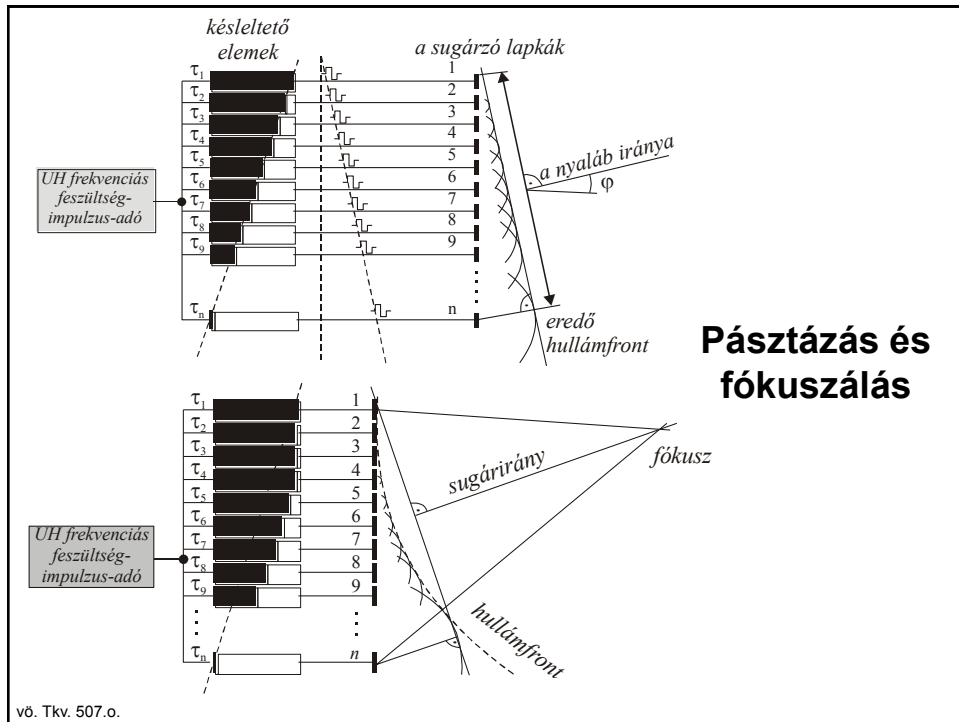 késleltető
elemek
a sugárzó lapkák
τ1
τ2
τ3
τ4
τ5
τ6
τ7
τ8
τ9
τn
1
2
3
4
5
6
7
8
9
n
UH frekvenciás
feszültség-
impulzus-adó
a nyaláb iránya
φ
eredő
hullámfront
Pásztázás és
fókuszálás
τ1
τ2
τ3
τ4
τ5
τ6
τ7
τ8
τ9
τn
1
2
3
4
5
6
7
8
9
n
UH frekvenciás
feszültség-
impulzus-adó
sugárirány
fókusz
hullámfront
vö. Tkv. 507.o.